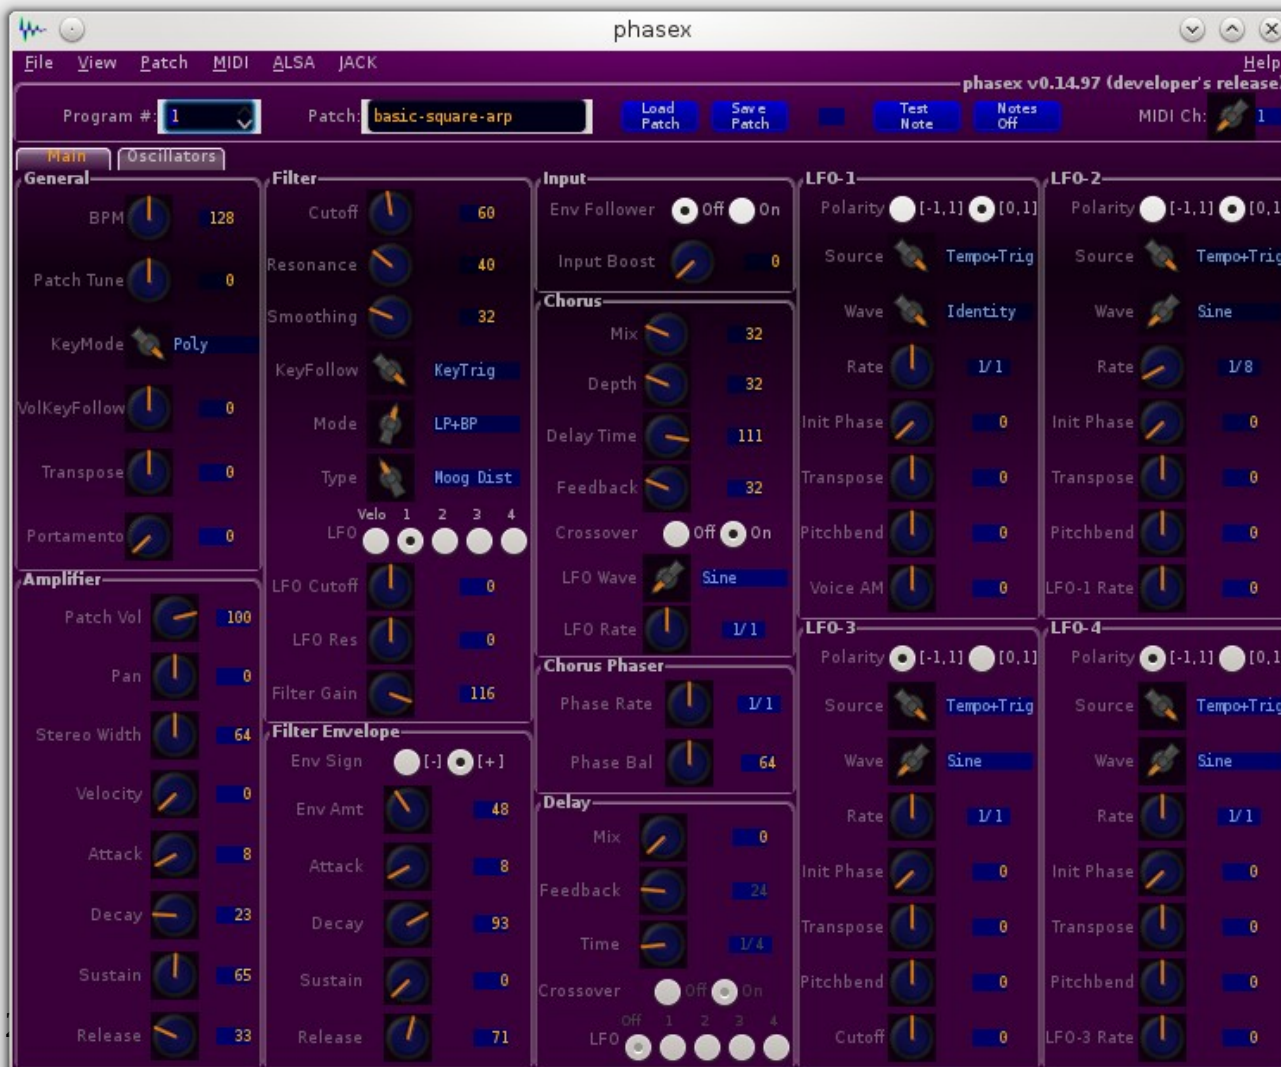 phasex
File View Patch MIDI ALSA JACK Help
phasex v0.14.97 (developer's release
Program #: 1 Patch: basic-square-arp Load Patch Save Patch Test Note Notes Off MIDI Ch: 1
Main Oscillators
General
BPM 128
Patch Tune 0
KeyMode Poly
VolKeyFollow 0
Transpose 0
Portamento 0
Amplifier
Patch Vol 100
Pan 0
Stereo Width 64
Velocity 0
Attack 8
Decay 23
Sustain 65
Release 33
Filter
Cutoff 60
Resonance 40
Smoothing 32
KeyFollow KeyTrig
Mode LP+BP
Type Moog Dist
Velo 1 2 3 4
LFO
LFO Cutoff 0
LFO Res 0
Filter Gain 116
Filter Envelope
Env Sign [-] [+]
Env Amt 48
Attack 8
Decay 93
Sustain 0
Release 71
Input
Env Follower Off On
Input Boost 0
Chorus
Mix 32
Depth 32
Delay Time 111
Feedback 32
Crossover Off On
LFO Wave Sine
LFO Rate 1/1
Chorus Phaser
Phase Rate 1/1
Phase Bal 64
Delay
Mix 0
Feedback 24
Time 1/4
Crossover Off On
Off 1 2 3 4
LFO
LFO-1
Polarity [-1,1] [0,1]
Source Tempo+Trig
Wave Identity
Rate 1/1
Init Phase 0
Transpose 0
Pitchbend 0
Voice AM 0
LFO-3
Polarity [-1,1] [0,1]
Source Tempo+Trig
Wave Sine
Rate 1/1
Init Phase 0
Transpose 0
Pitchbend 0
Cutoff 0
LFO-2
Polarity [-1,1] [0,1
Source Tempo+Trig
Wave Sine
Rate 1/8
Init Phase 0
Transpose 0
Pitchbend 0
LFO-1 Rate 0
LFO-4
Polarity [-1,1] [0,1
Source Tempo+Trig
Wave Sine
Rate 1/1
Init Phase 0
Transpose 0
Pitchbend 0
LFO-3 Rate 0